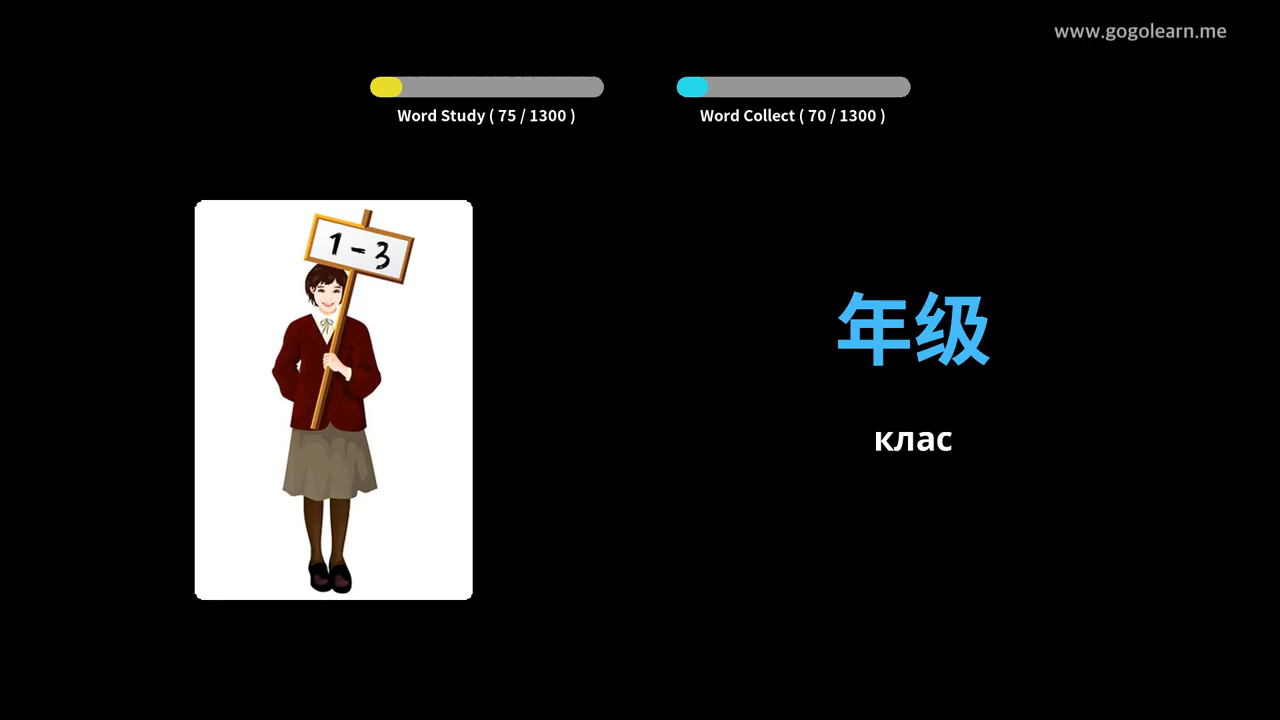 www.gogolearn.me
Word Study ( 75 / 1300 )
Word Collect ( 70 / 1300 )
1 - 3
年级
клас